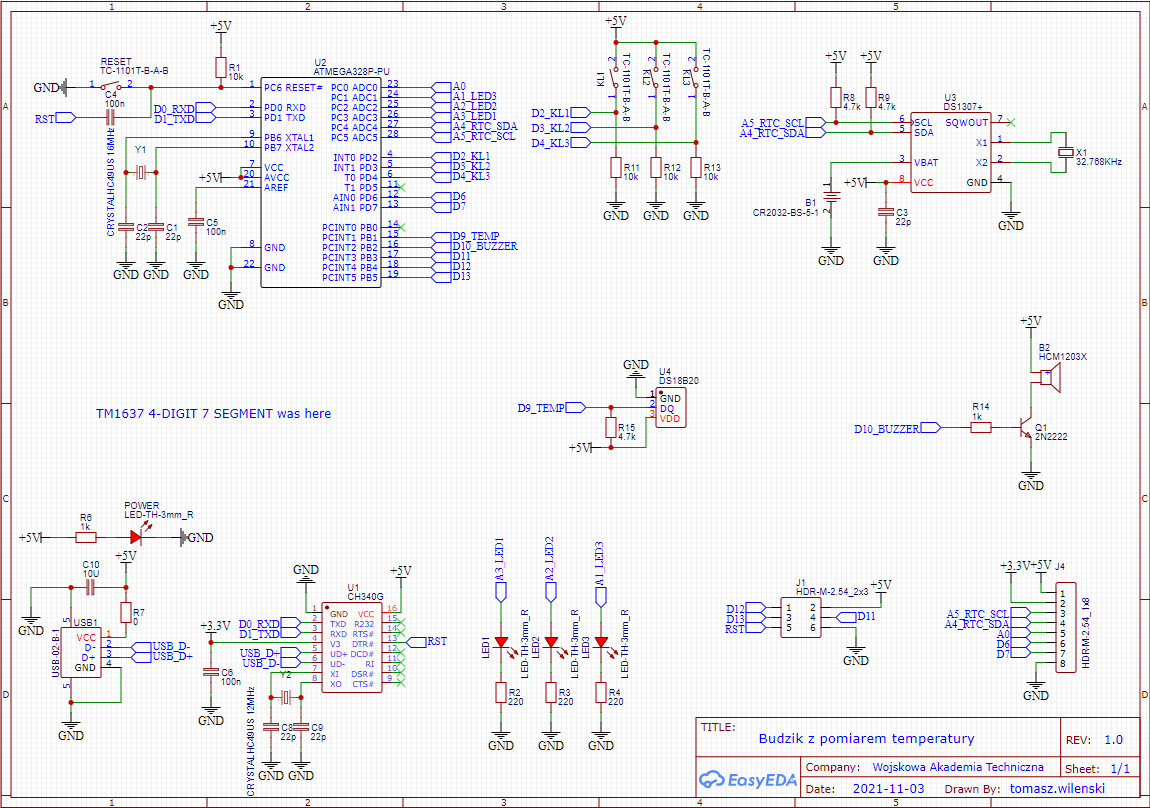 1 2 3 4 5
A
B
C
D
+5V
R1
10k
RESET
TC-1101T-B-A-B
GND
1 2
C4
100n
RST
D0_RXD
D1_TXD
U2
ATMEGA328P-PU
1 PC6 RESET#
2 PD0 RXD
3 PD1 TXD
9 PB6 XTAL1
10 PB7 XTAL2
7 VCC
20 AVCC
21 AREF
8 GND
22 GND
PC0 ADC0 23 A0
PC1 ADC1 24 A1_LED3
PC2 ADC2 25 A2_LED2
PC3 ADC3 26 A3_LED1
PC4 ADC4 27 A4_RTC_SDA
PC5 ADC5 28 A5_RTC_SCL
INT0 PD2 4 D2_KL1
INT1 PD3 5 D3_KL2
T0 PD4 6 D4_KL3
T1 PD5 11
AIN0 PD6 12 D6
AIN1 PD7 13 D7
PCINT0 PB0 14
PCINT1 PB1 15 D9_TEMP
PCINT2 PB2 16 D10_BUZZER
PCINT3 PB3 17 D11
PCINT4 PB4 18 D12
PCINT5 PB5 19 D13
Y1
CRYSTALHC49US 16MHz
+5V
C2
22p
C1
22p
C5
100n
GND GND GND
GND
+5V
KL1
TC-1101T-B-A-B
2
1
KL2
TC-1101T-B-A-B
2
1
KL3
TC-1101T-B-A-B
2
1
D2_KL1
D3_KL2
D4_KL3
R11
10k
R12
10k
R13
10k
GND GND GND
+5V +5V
R8
4.7k
R9
4.7k
A5_RTC_SCL
A4_RTC_SDA
U3
DS1307+
6 SCL
5 SDA
3 VBAT
8 VCC
SQWOUT 7
X1 1
X2 2
GND 4
X1
32.768KHz
+5V
B1
CR2032-BS-5-1
1
2
C3
22p
GND GND
GND
+5V
B2
HCM1203X
R14
1k
D10_BUZZER
Q1
2N2222
GND
GND
U4
DS18B20
1 GND
2 DQ
3 VDD
D9_TEMP
R15
4.7k
+5V
TM1637 4-DIGIT 7 SEGMENT was here
+5V
R6
1k
POWER
LED-TH-3mm_R
GND
+5V
C10
10U
R7
0
GND
USB1
USB-02-B-1
5
VCC 1
D- 2
D+ 3
GND 4
5
USB_D-
USB_D+
GND
GND
U1
CH340G
+5V
+3.3V
D0_RXD
D1_TXD
USB_D+
USB_D-
1 GND
2 TXD
3 RXD
4 V3
5 UD+
6 UD-
7 XI
8 XO
VCC 16
R232 15
RTS# 14
DTR# 13
DCD# 12
RI 11
DSR# 10
CTS# 9
RST
C6
100n
GND
Y2
CRYSTALHC49US 12MHz
C8
22p
C9
22p
GND GND
A3_LED1
A2_LED2
A1_LED3
LED1
LED-TH-3mm_R
LED2
LED-TH-3mm_R
LED3
LED-TH-3mm_R
R2
220
R3
220
R4
220
GND GND GND
J1
HDR-M-2.54_2x3
+5V
D12 1 2
D13 3 4 D11
RST 5 6
GND
+3.3V +5V
J4
HDR-M-2.54_1x8
1
2
A5_RTC_SCL 3
A4_RTC_SDA 4
A0 5
D6 6
D7 7
8
GND
TITLE:
Budzik z pomiarem temperatury
REV: 1.0
EasyEDA
Company: Wojskowa Akademia Techniczna
Sheet: 1/1
Date: 2021-11-03 Drawn By: tomasz.wilenski
1 2 3 4 5
A
B
C
D